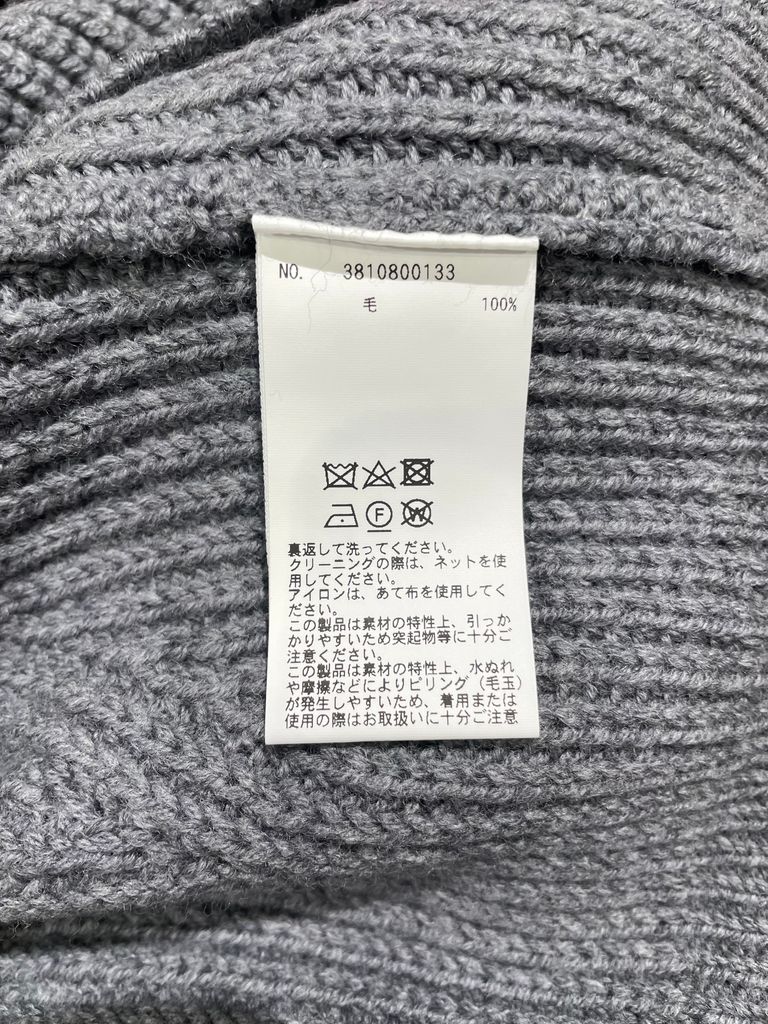 NO. 3810800133
毛 100%
F W
裏返して洗ってください。
クリーニングの際は、ネットを使
用してください。
アイロンは、あて布を使用してく
ださい。
この製品は素材の特性上、引っか
かりやすいため突起物等に十分ご
注意ください。
この製品は素材の特性上、水ぬれ
や摩擦などによりピリング（毛玉）
が発生しやすいため、着用または
使用の際はお取扱いに十分ご注意